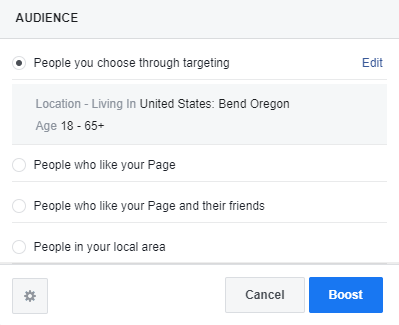 AUDIENCE
People you choose through targeting Edit
Location - Living In United States: Bend Oregon
Age 18 - 65+
People who like your Page
People who like your Page and their friends
People in your local area
Cancel Boost